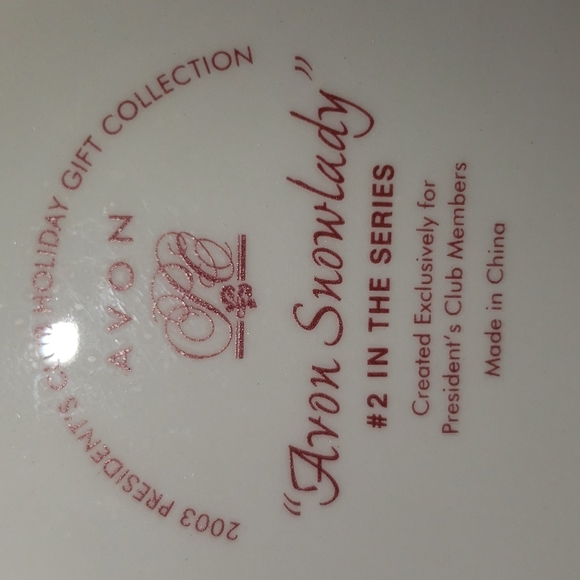 2003 PRESIDENT'S CLUB HOLIDAY GIFT COLLECTION
AVON
PC
"Avon Snowlady"
#2 IN THE SERIES
Created Exclusively for
President's Club Members
Made in China